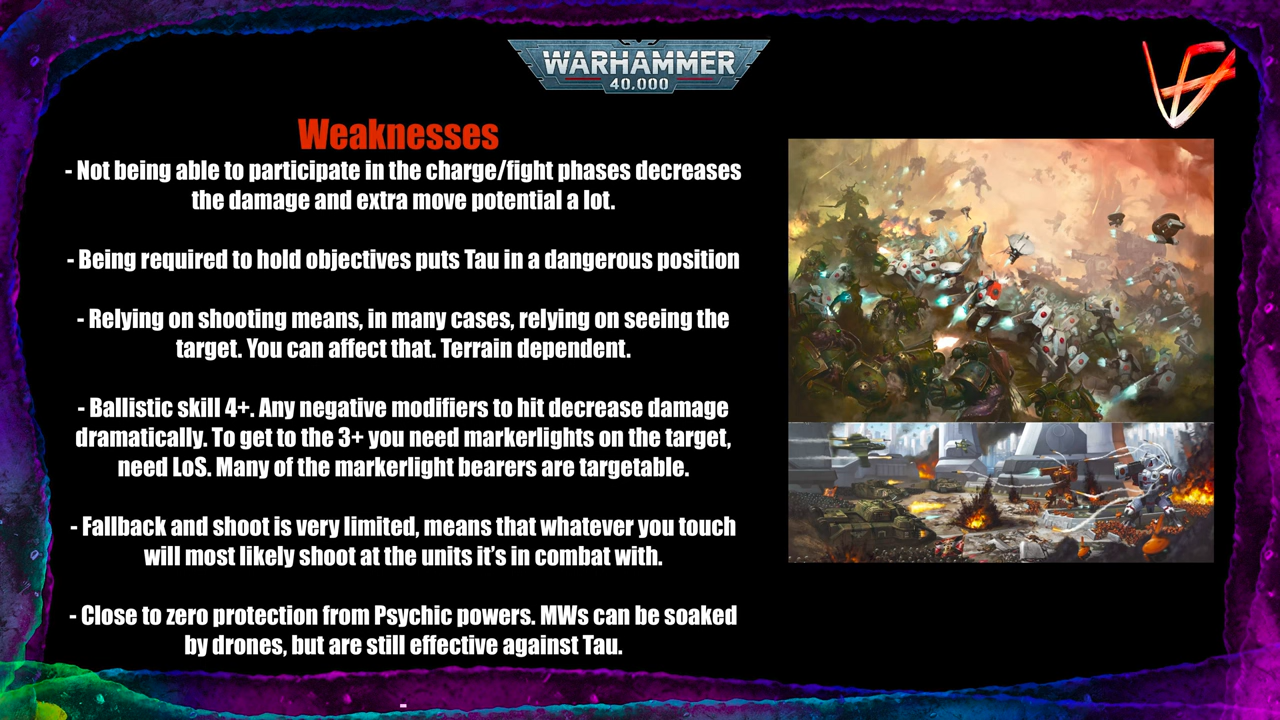 WARHAMMER
40,000
Weaknesses
- Not being able to participate in the charge/fight phases decreases
the damage and extra move potential a lot.
- Being required to hold objectives puts Tau in a dangerous position
- Relying on shooting means, in many cases, relying on seeing the
target. You can affect that. Terrain dependent.
- Ballistic skill 4+. Any negative modifiers to hit decrease damage
dramatically. To get to the 3+ you need markerlights on the target,
need LoS. Many of the markerlight bearers are targetable.
- Fallback and shoot is very limited, means that whatever you touch
will most likely shoot at the units it’s in combat with.
- Close to zero protection from Psychic powers. MWs can be soaked
by drones, but are still effective against Tau.
-